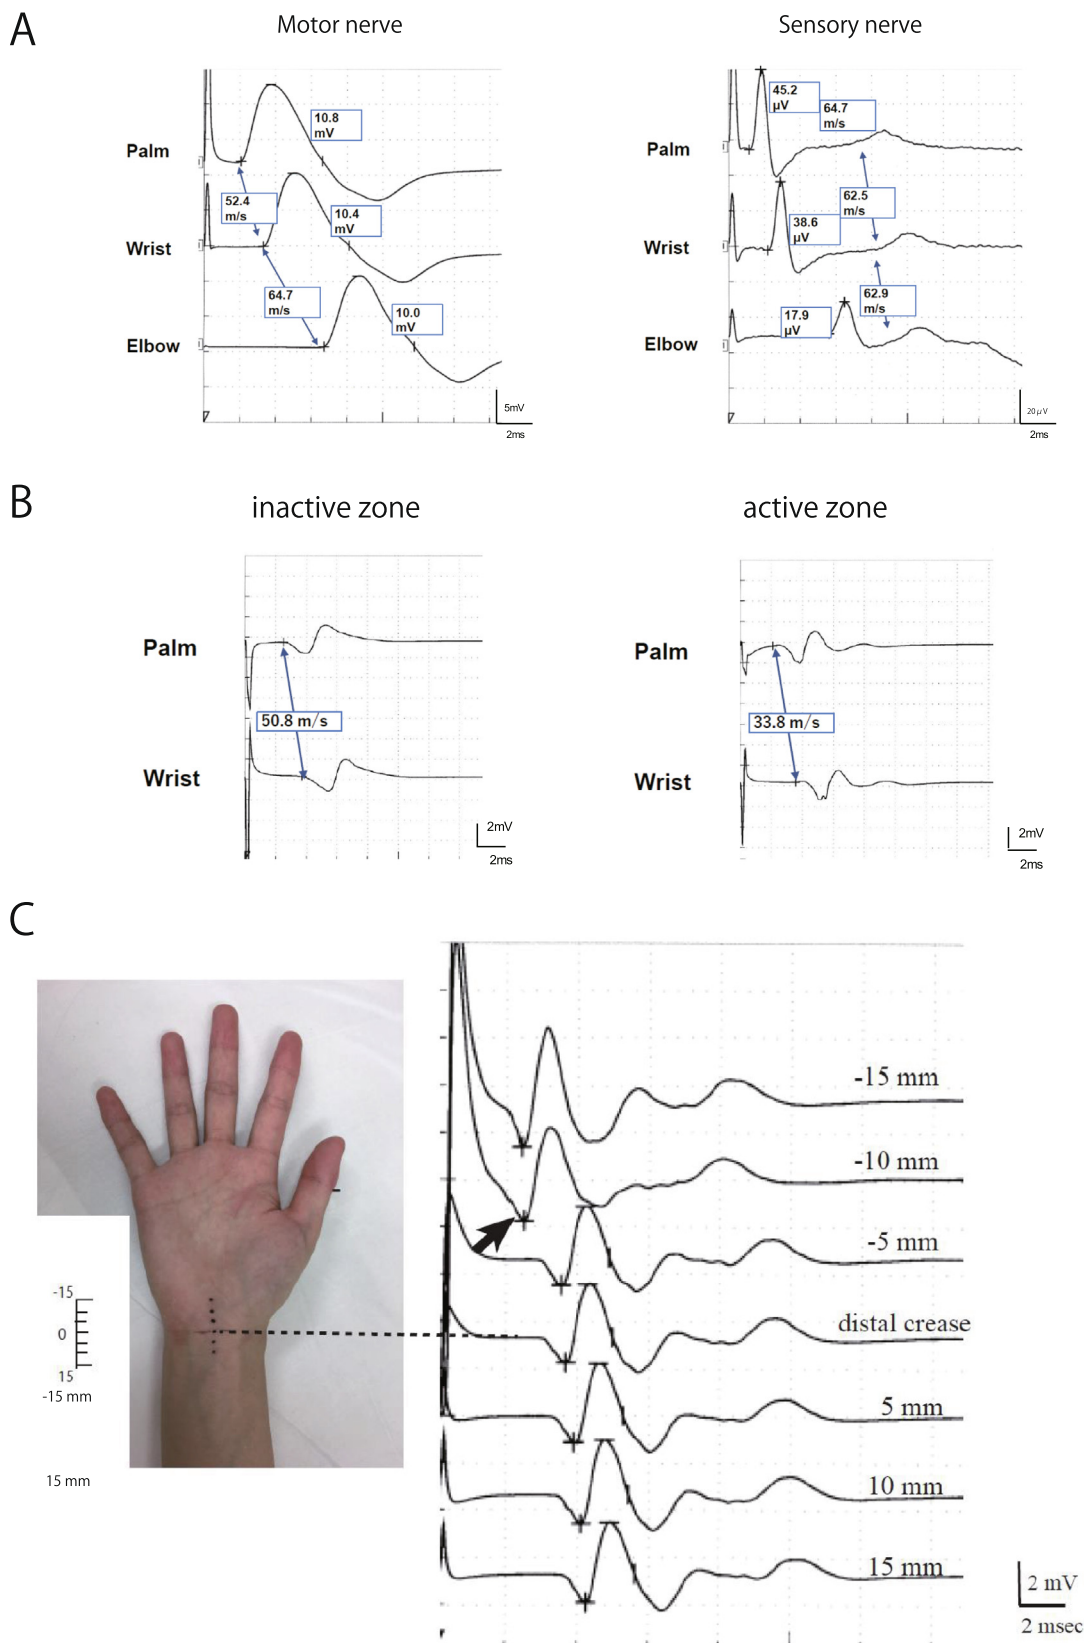 A
Motor nerve
Sensory nerve
Palm
10.8
mV
52.4
m/s
Wrist
10.4
mV
64.7
m/s
Elbow
10.0
mV
5mV
2ms
Palm
45.2
μV
64.7
m/s
Wrist
38.6
μV
62.5
m/s
Elbow
17.9
μV
62.9
m/s
20μV
2ms
B
inactive zone
active zone
Palm
50.8 m/s
Wrist
2mV
2ms
Palm
33.8 m/s
Wrist
2mV
2ms
C
-15
0
15
-15 mm
15 mm
-15 mm
-10 mm
-5 mm
distal crease
5 mm
10 mm
15 mm
2 mV
2 msec